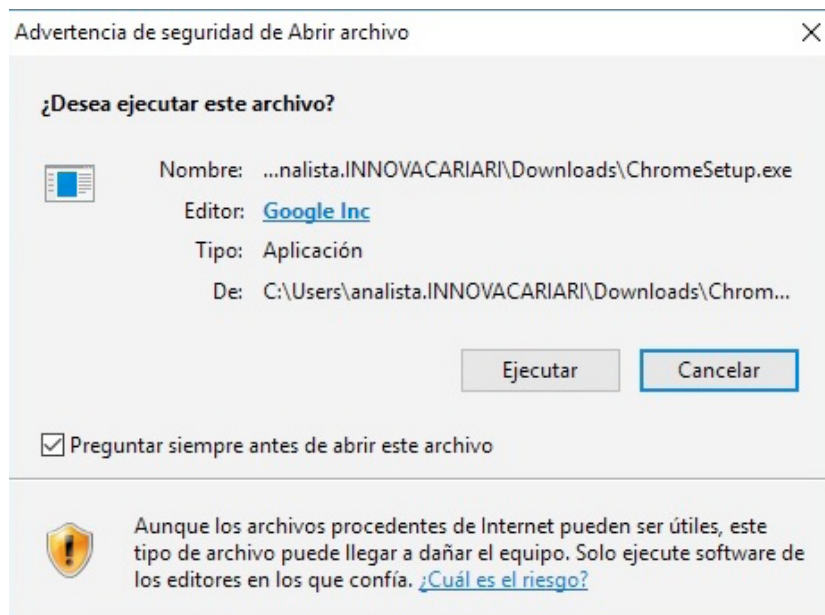 Advertencia de seguridad de Abrir archivo
¿Desea ejecutar este archivo?
Nombre: ...nalista.INNOVACARIARI\Downloads\ChromeSetup.exe
Editor: Google Inc
Tipo: Aplicación
De: C:\Users\analista.INNOVACARIARI\Downloads\Chrom...
Ejecutar Cancelar
Preguntar siempre antes de abrir este archivo
Aunque los archivos procedentes de Internet pueden ser útiles, este
tipo de archivo puede llegar a dañar el equipo. Solo ejecute software de
los editores en los que confía. ¿Cuál es el riesgo?